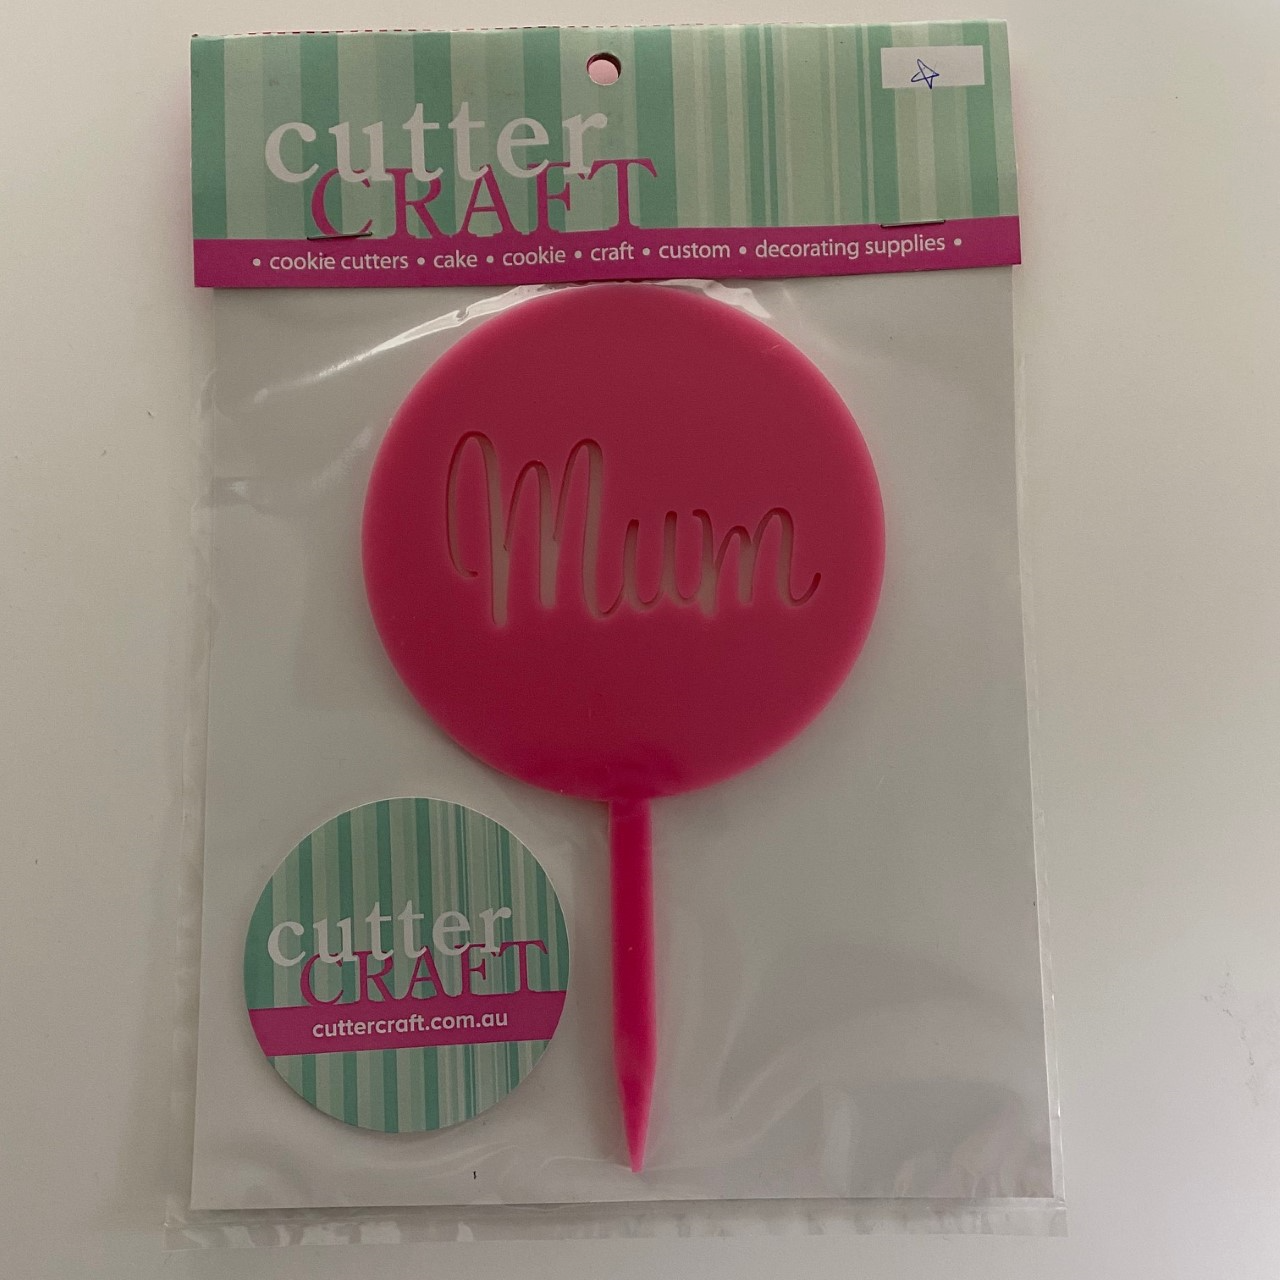 cutter
CRAFT
• cookie cutters • cake • cookie • craft • custom • decorating supplies •
Mum
cutter
CRAFT
cuttercraft.com.au